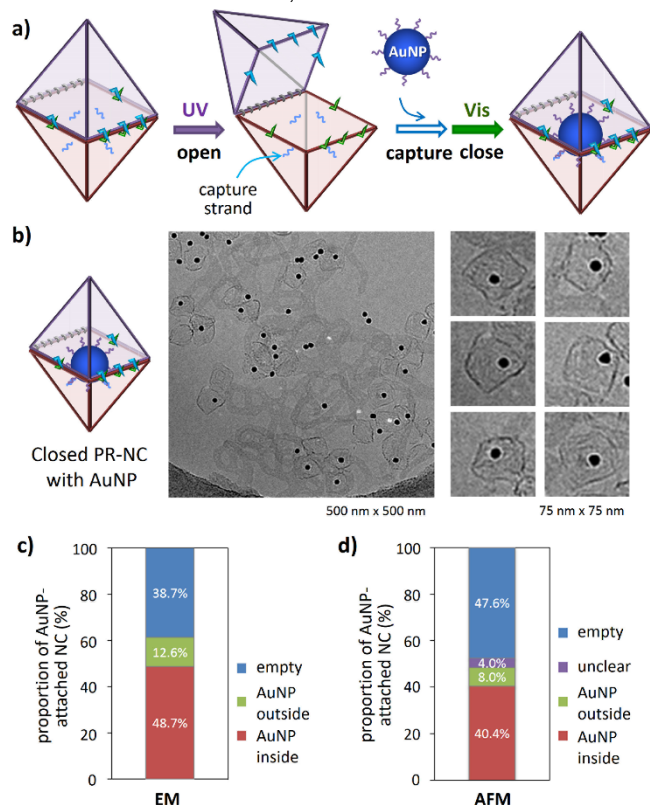 a)
AuNP
UV
open
capture
strand
capture
Vis
close
b)
Closed PR-NC
with AuNP
500 nm x 500 nm
75 nm x 75 nm
c)
proportion of AuNP-
attached NC (%)
100
80
60
40
20
0
38.7%
12.6%
48.7%
empty
AuNP
outside
AuNP
inside
EM
d)
proportion of AuNP-
attached NC (%)
100
80
60
40
20
0
47.6%
4.0%
8.0%
40.4%
empty
unclear
AuNP
outside
AuNP
inside
AFM